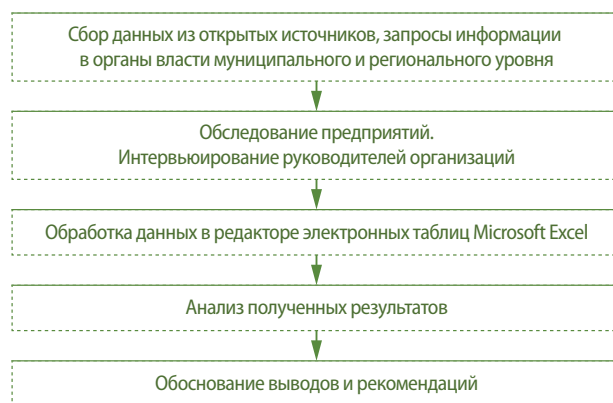 Сбор данных из открытых источников, запросы информации
в органы власти муниципального и регионального уровня
Обследование предприятий.
Интервьюирование руководителей организаций
Обработка данных в редакторе электронных таблиц Microsoft Excel
Анализ полученных результатов
Обоснование выводов и рекомендаций